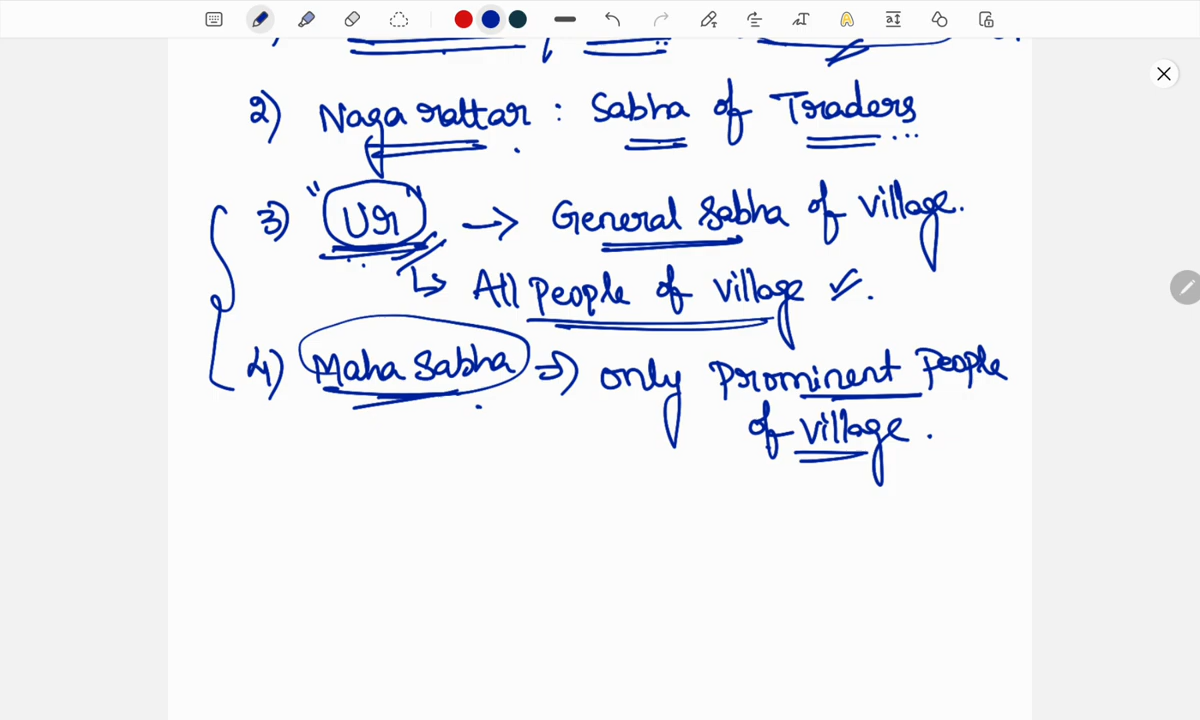 2) Nagarattar : Sabha of Traders
3) "Ur" → General Sabha of village.
↳ All people of village ✓.
4) Maha Sabha ⇒ only Prominent People
of village.